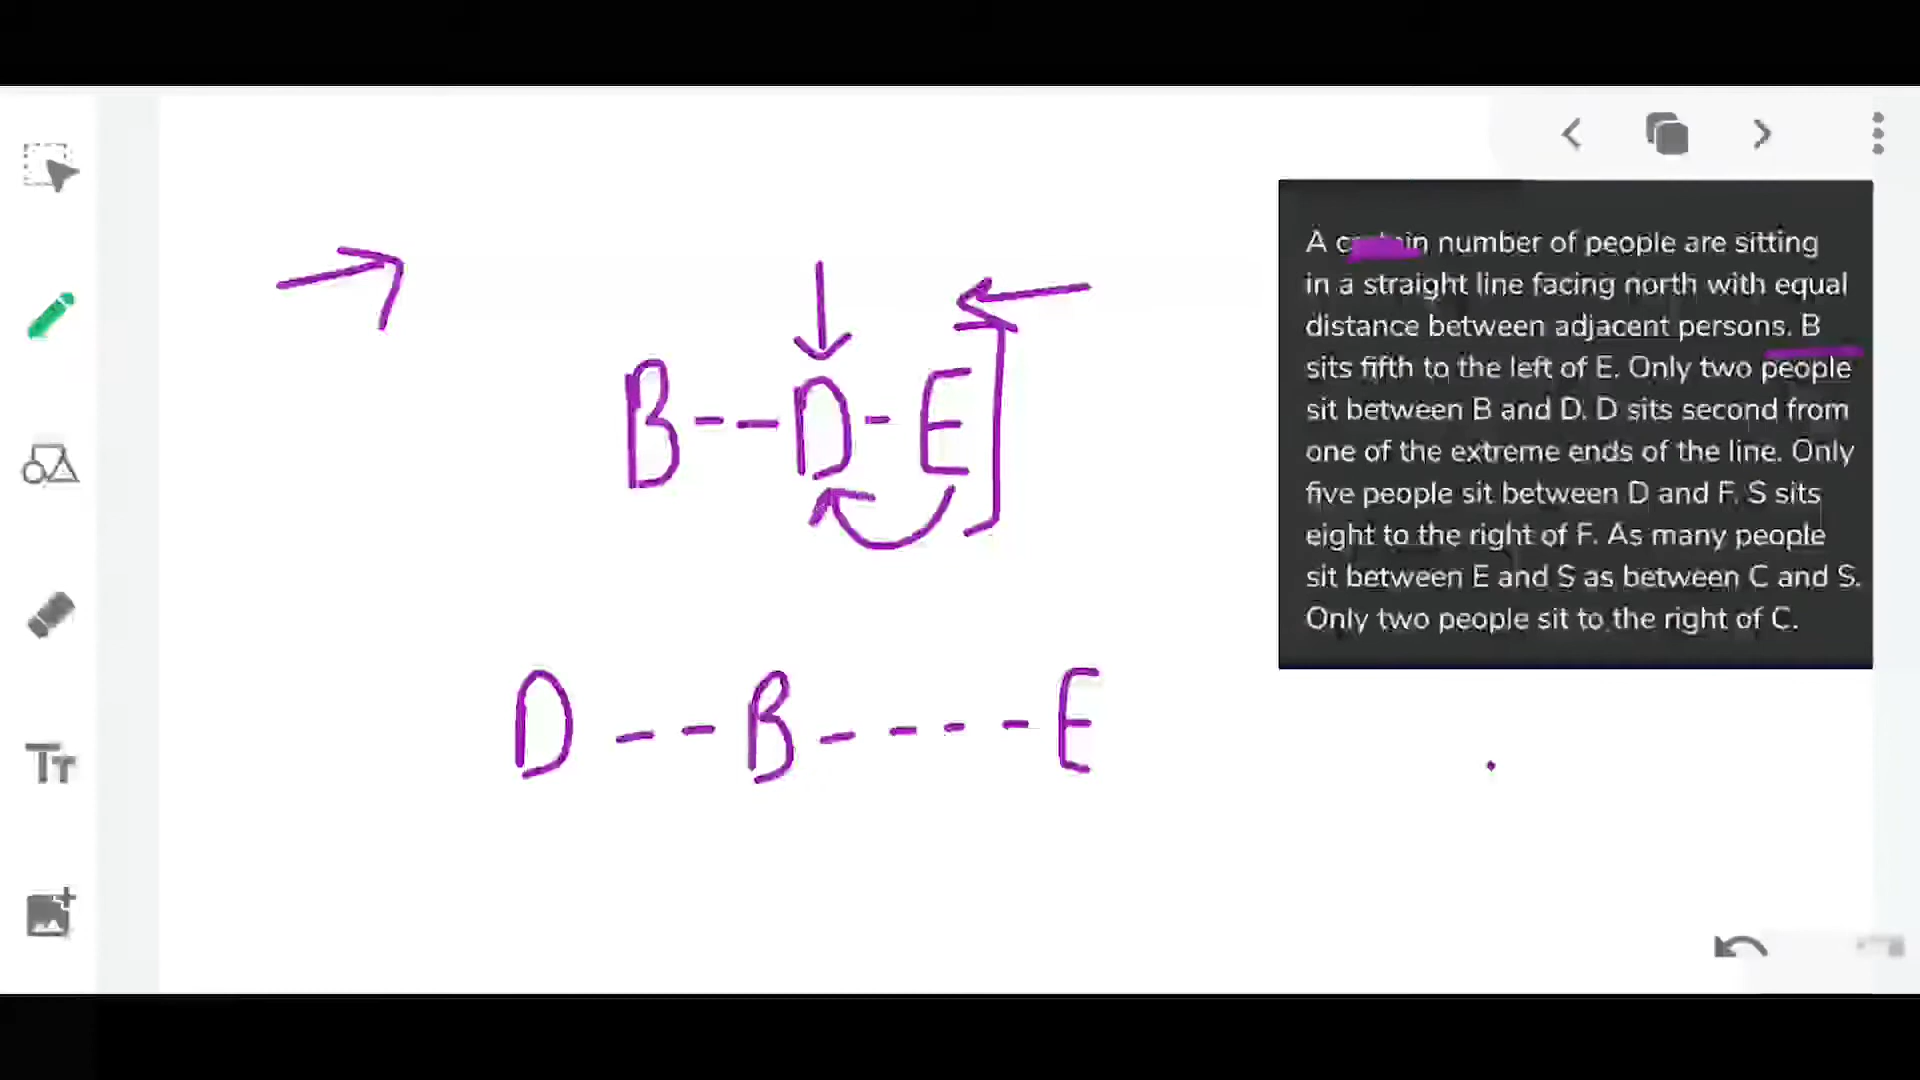 A certain number of people are sitting
in a straight line facing north with equal
distance between adjacent persons. B
sits fifth to the left of E. Only two people
sit between B and D. D sits second from
one of the extreme ends of the line. Only
five people sit between D and F. S sits
eight to the right of F. As many people
sit between E and S as between C and S.
Only two people sit to the right of C.
B -- D - E
D -- B ---- E
Tт